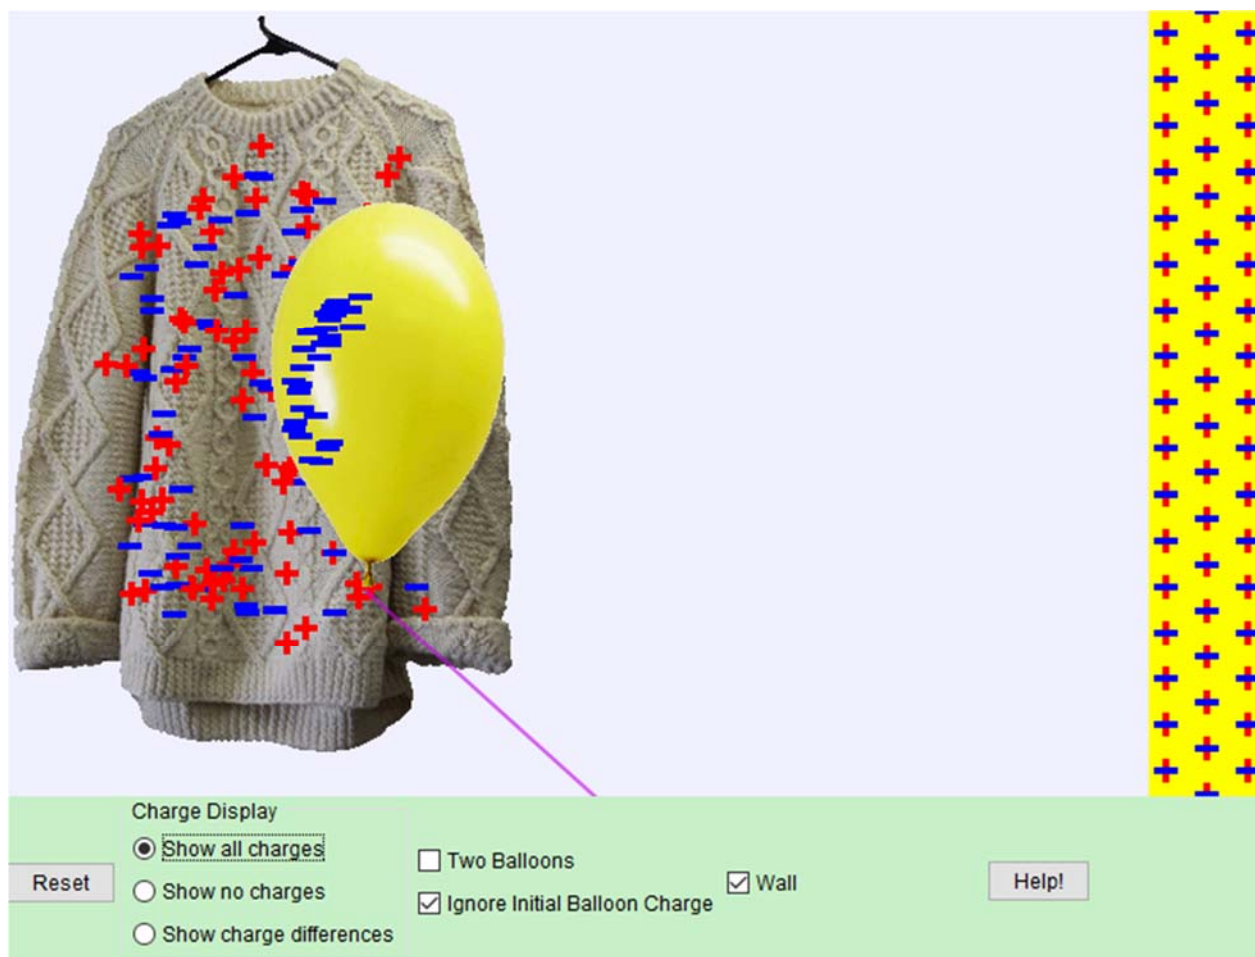 Charge Display
Show all charges
Show no charges
Show charge differences
Reset
Two Balloons
Ignore Initial Balloon Charge
Wall
Help!